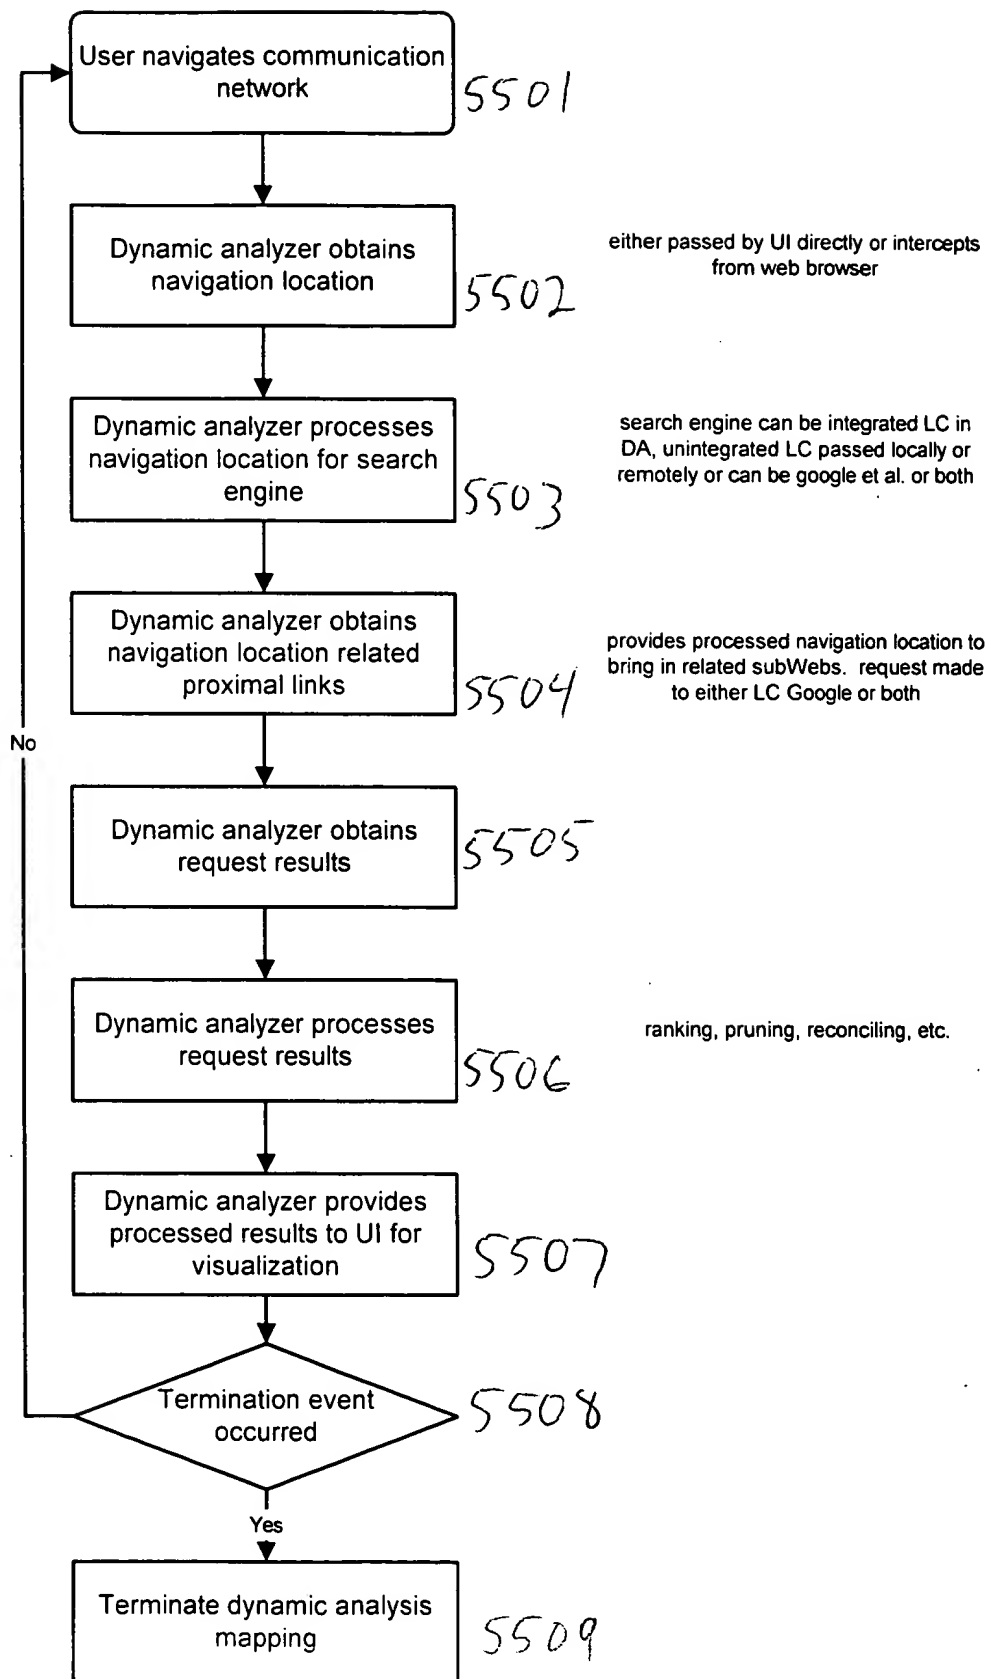 User navigates communication
network
5501
Dynamic analyzer obtains
navigation location
5502
either passed by UI directly or intercepts
from web browser
Dynamic analyzer processes
navigation location for search
engine
5503
search engine can be integrated LC in
DA, unintegrated LC passed locally or
remotely or can be google et al. or both
Dynamic analyzer obtains
navigation location related
proximal links
5504
provides processed navigation location to
bring in related subWebs. request made
to either LC Google or both
No
Dynamic analyzer obtains
request results
5505
Dynamic analyzer processes
request results
5506
ranking, pruning, reconciling, etc.
Dynamic analyzer provides
processed results to UI for
visualization
5507
Termination event
occurred
5508
Yes
Terminate dynamic analysis
mapping
5509